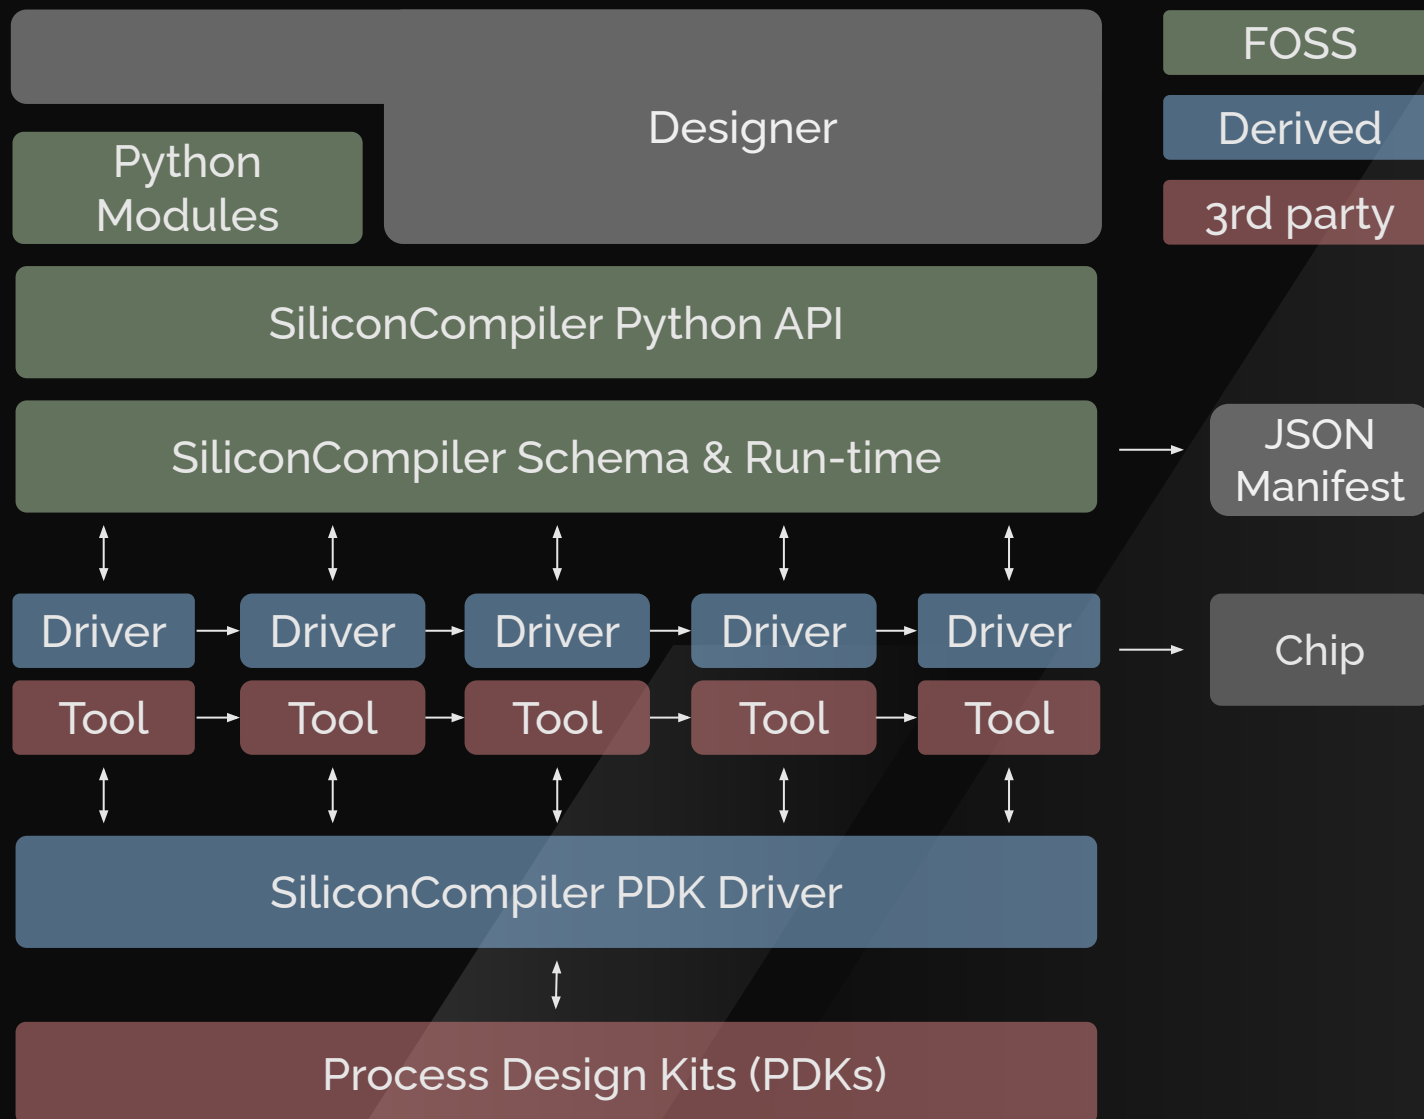 Designer
Python
Modules
SiliconCompiler Python API
SiliconCompiler Schema & Run-time
Driver Driver Driver Driver Driver
Tool Tool Tool Tool Tool
SiliconCompiler PDK Driver
Process Design Kits (PDKs)
FOSS
Derived
3rd party
JSON
Manifest
Chip